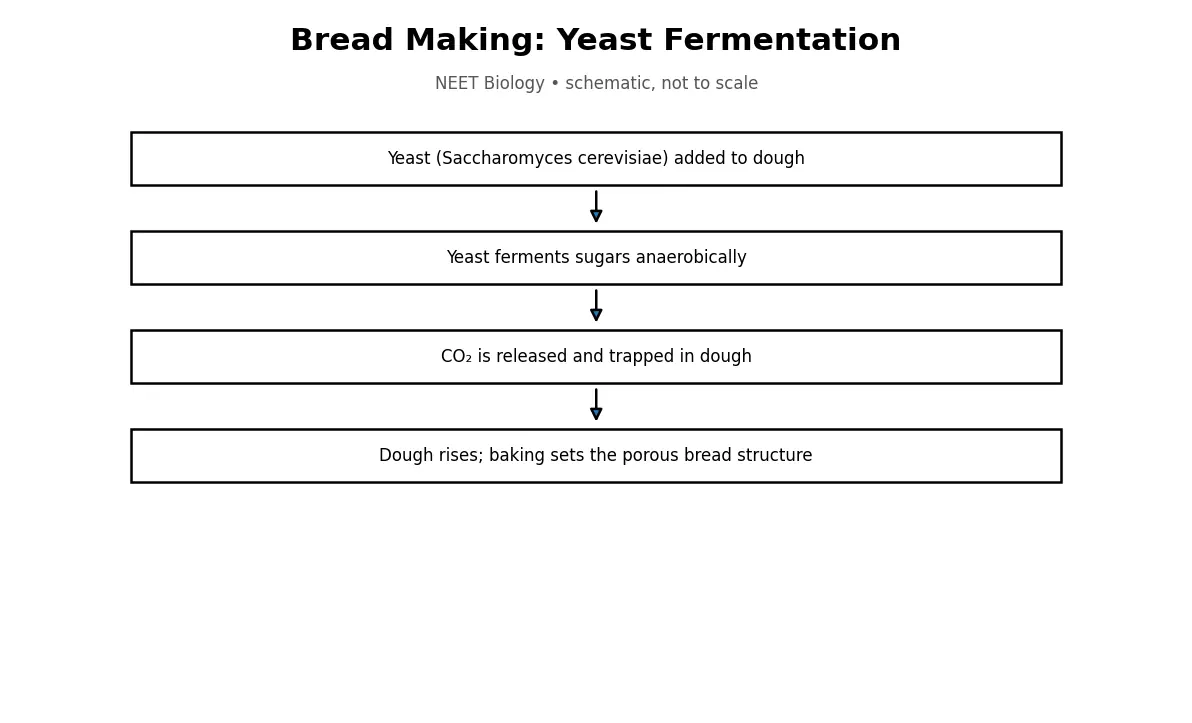 Bread Making: Yeast Fermentation
NEET Biology • schematic, not to scale
Yeast (Saccharomyces cerevisiae) added to dough
Yeast ferments sugars anaerobically
CO₂ is released and trapped in dough
Dough rises; baking sets the porous bread structure